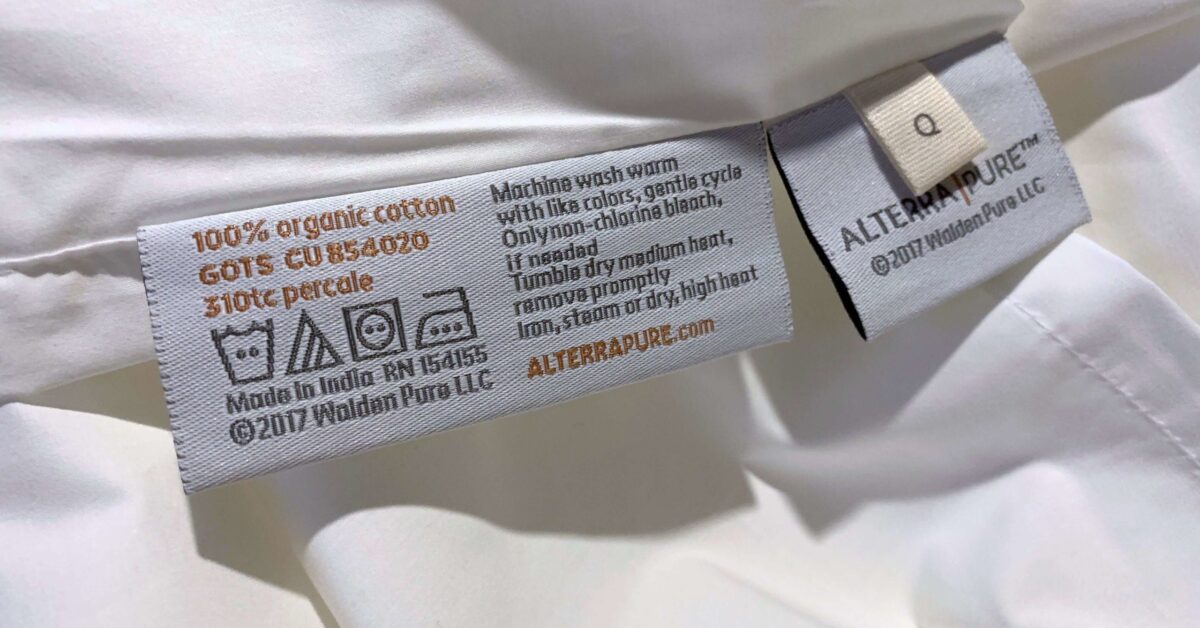 100% organic cotton
GOTS CU 854020
310tc percale
Made in India RN 154155
©2017 Walden Pure LLC
Machine wash warm
with like colors, gentle cycle
Only non-chlorine bleach,
if needed
Tumble dry medium heat,
remove promptly
Iron, steam or dry, high heat
ALTERRAPURE.com
Q
ALTERRA|PURE™
©2017 Walden Pure LLC